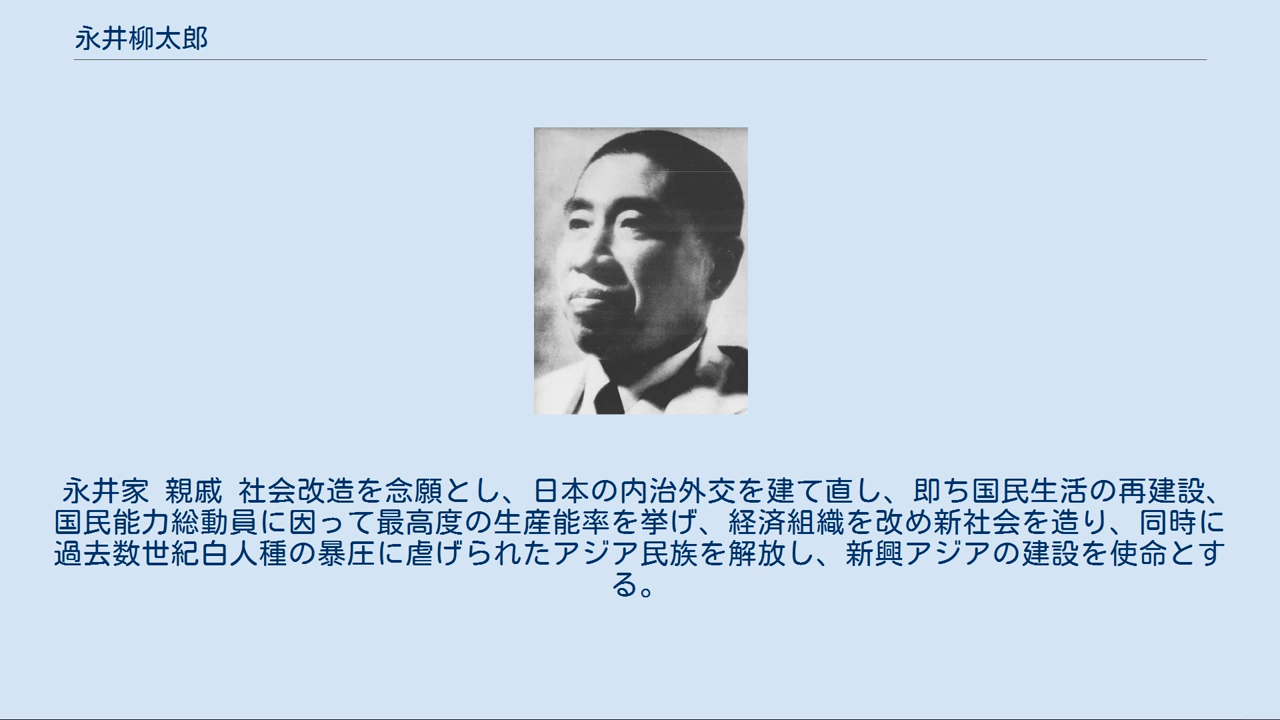 永井柳太郎
永井家 親戚 社会改造を念願とし、日本の内治外交を建て直し、即ち国民生活の再建設、
国民能力総動員に因って最高度の生産能率を挙げ、経済組織を改め新社会を造り、同時に
過去数世紀白人種の暴圧に虐げられたアジア民族を解放し、新興アジアの建設を使命とす
る。